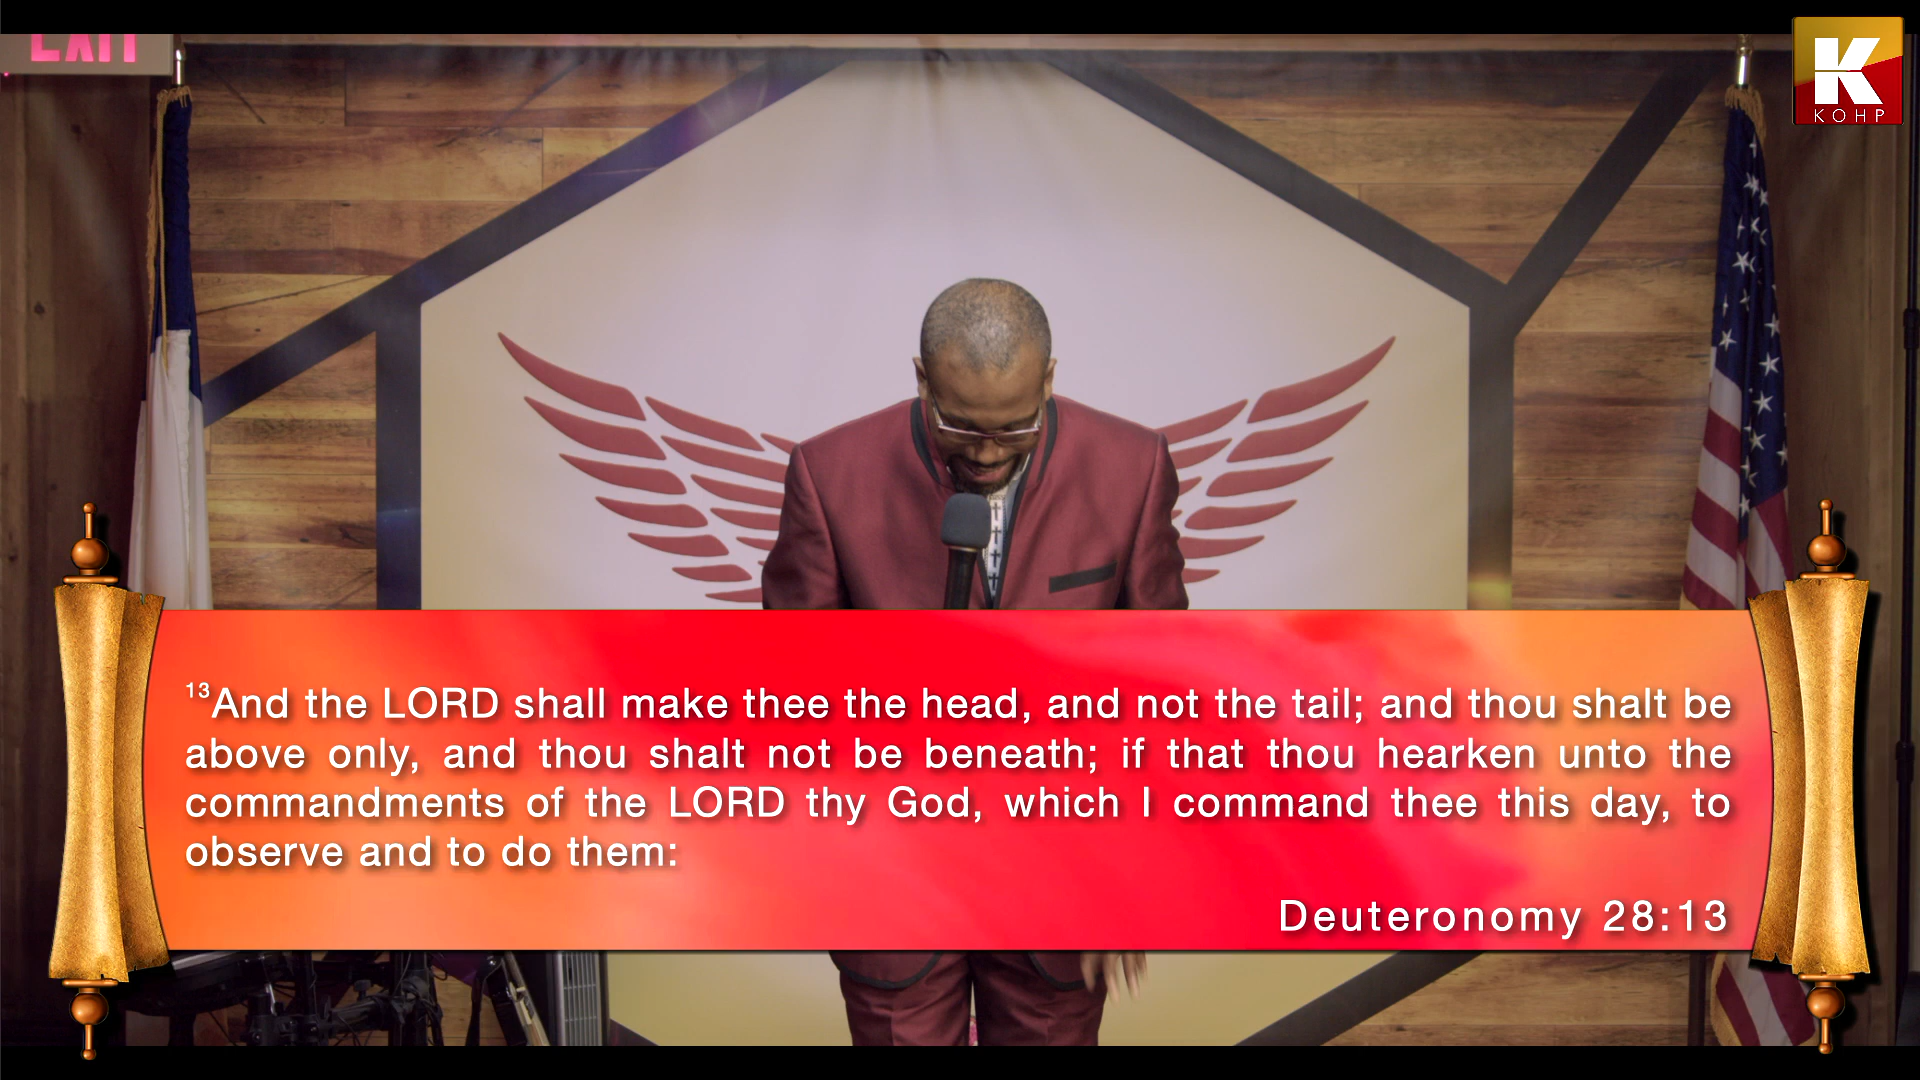 EXIT
K
KOHP
¹³And the LORD shall make thee the head, and not the tail; and thou shalt be
above only, and thou shalt not be beneath; if that thou hearken unto the
commandments of the LORD thy God, which I command thee this day, to
observe and to do them:
Deuteronomy 28:13